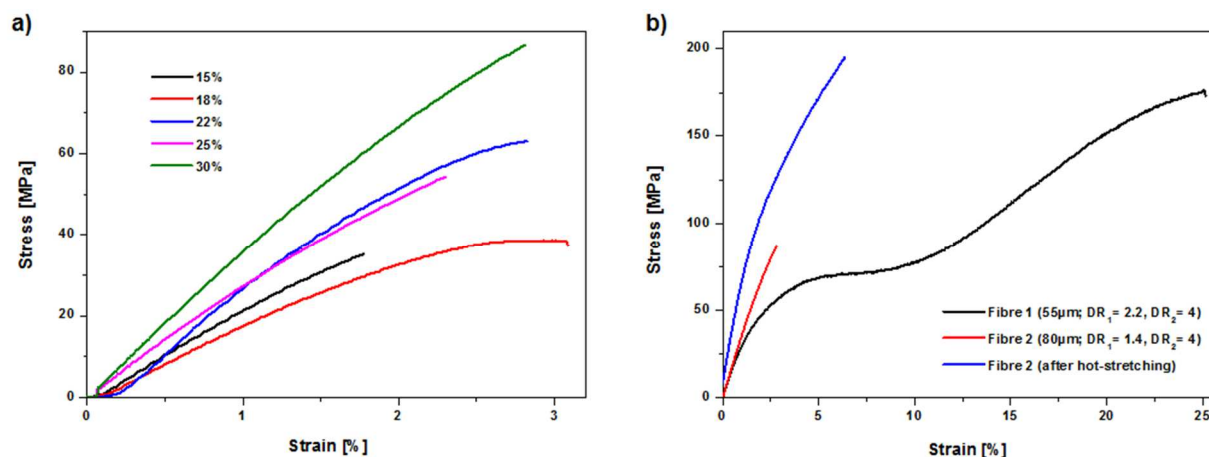 a)
Stress [MPa]
80
60
40
20
0
15%
18%
22%
25%
30%
0
1
2
3
Strain [%]
b)
Stress [MPa]
200
150
100
50
0
Fibre 1 (55µm; DR₁= 2.2, DR₂= 4)
Fibre 2 (80µm; DR₁= 1.4, DR₂= 4)
Fibre 2 (after hot-stretching)
0
5
10
15
20
25
Strain [%]